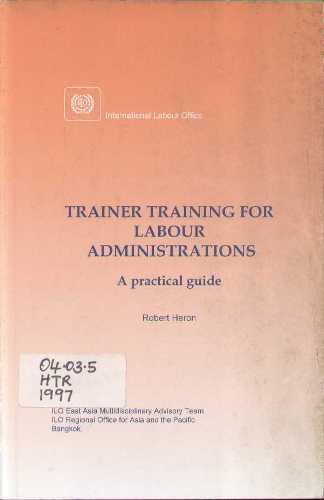 ILO
International Labour Office
TRAINER TRAINING FOR
LABOUR
ADMINISTRATIONS
A practical guide
Robert Heron
04.03.5
HTR
1997
ILO East Asia Multidisciplinary Advisory Team
ILO Regional Office for Asia and the Pacific
Bangkok